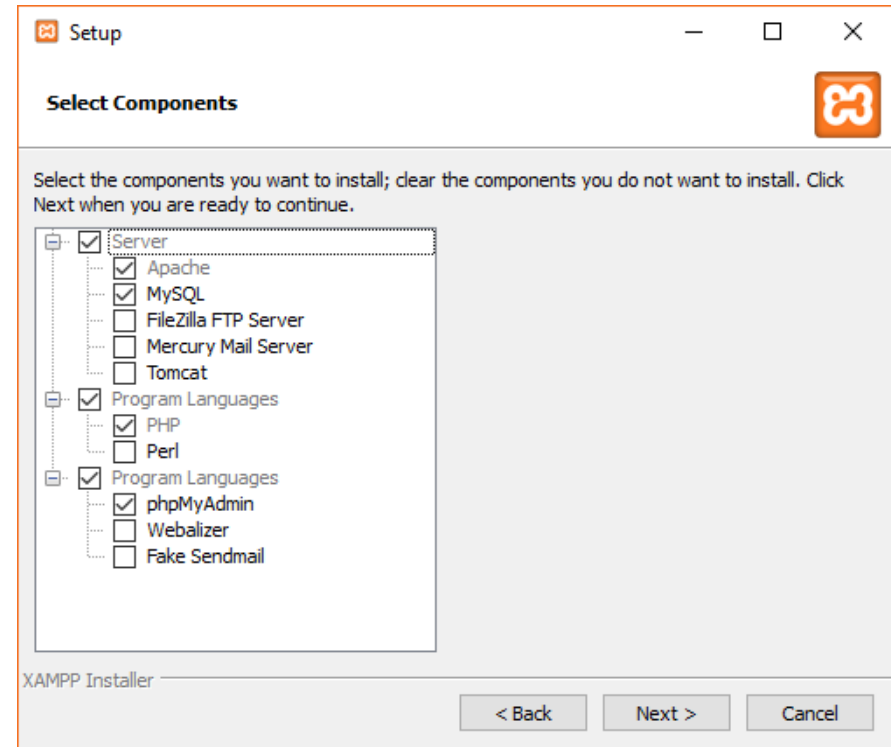 Setup
Select Components
Select the components you want to install; clear the components you do not want to install. Click
Next when you are ready to continue.
Server
Apache
MySQL
FileZilla FTP Server
Mercury Mail Server
Tomcat
Program Languages
PHP
Perl
Program Languages
phpMyAdmin
Webalizer
Fake Sendmail
XAMPP Installer
< Back Next > Cancel